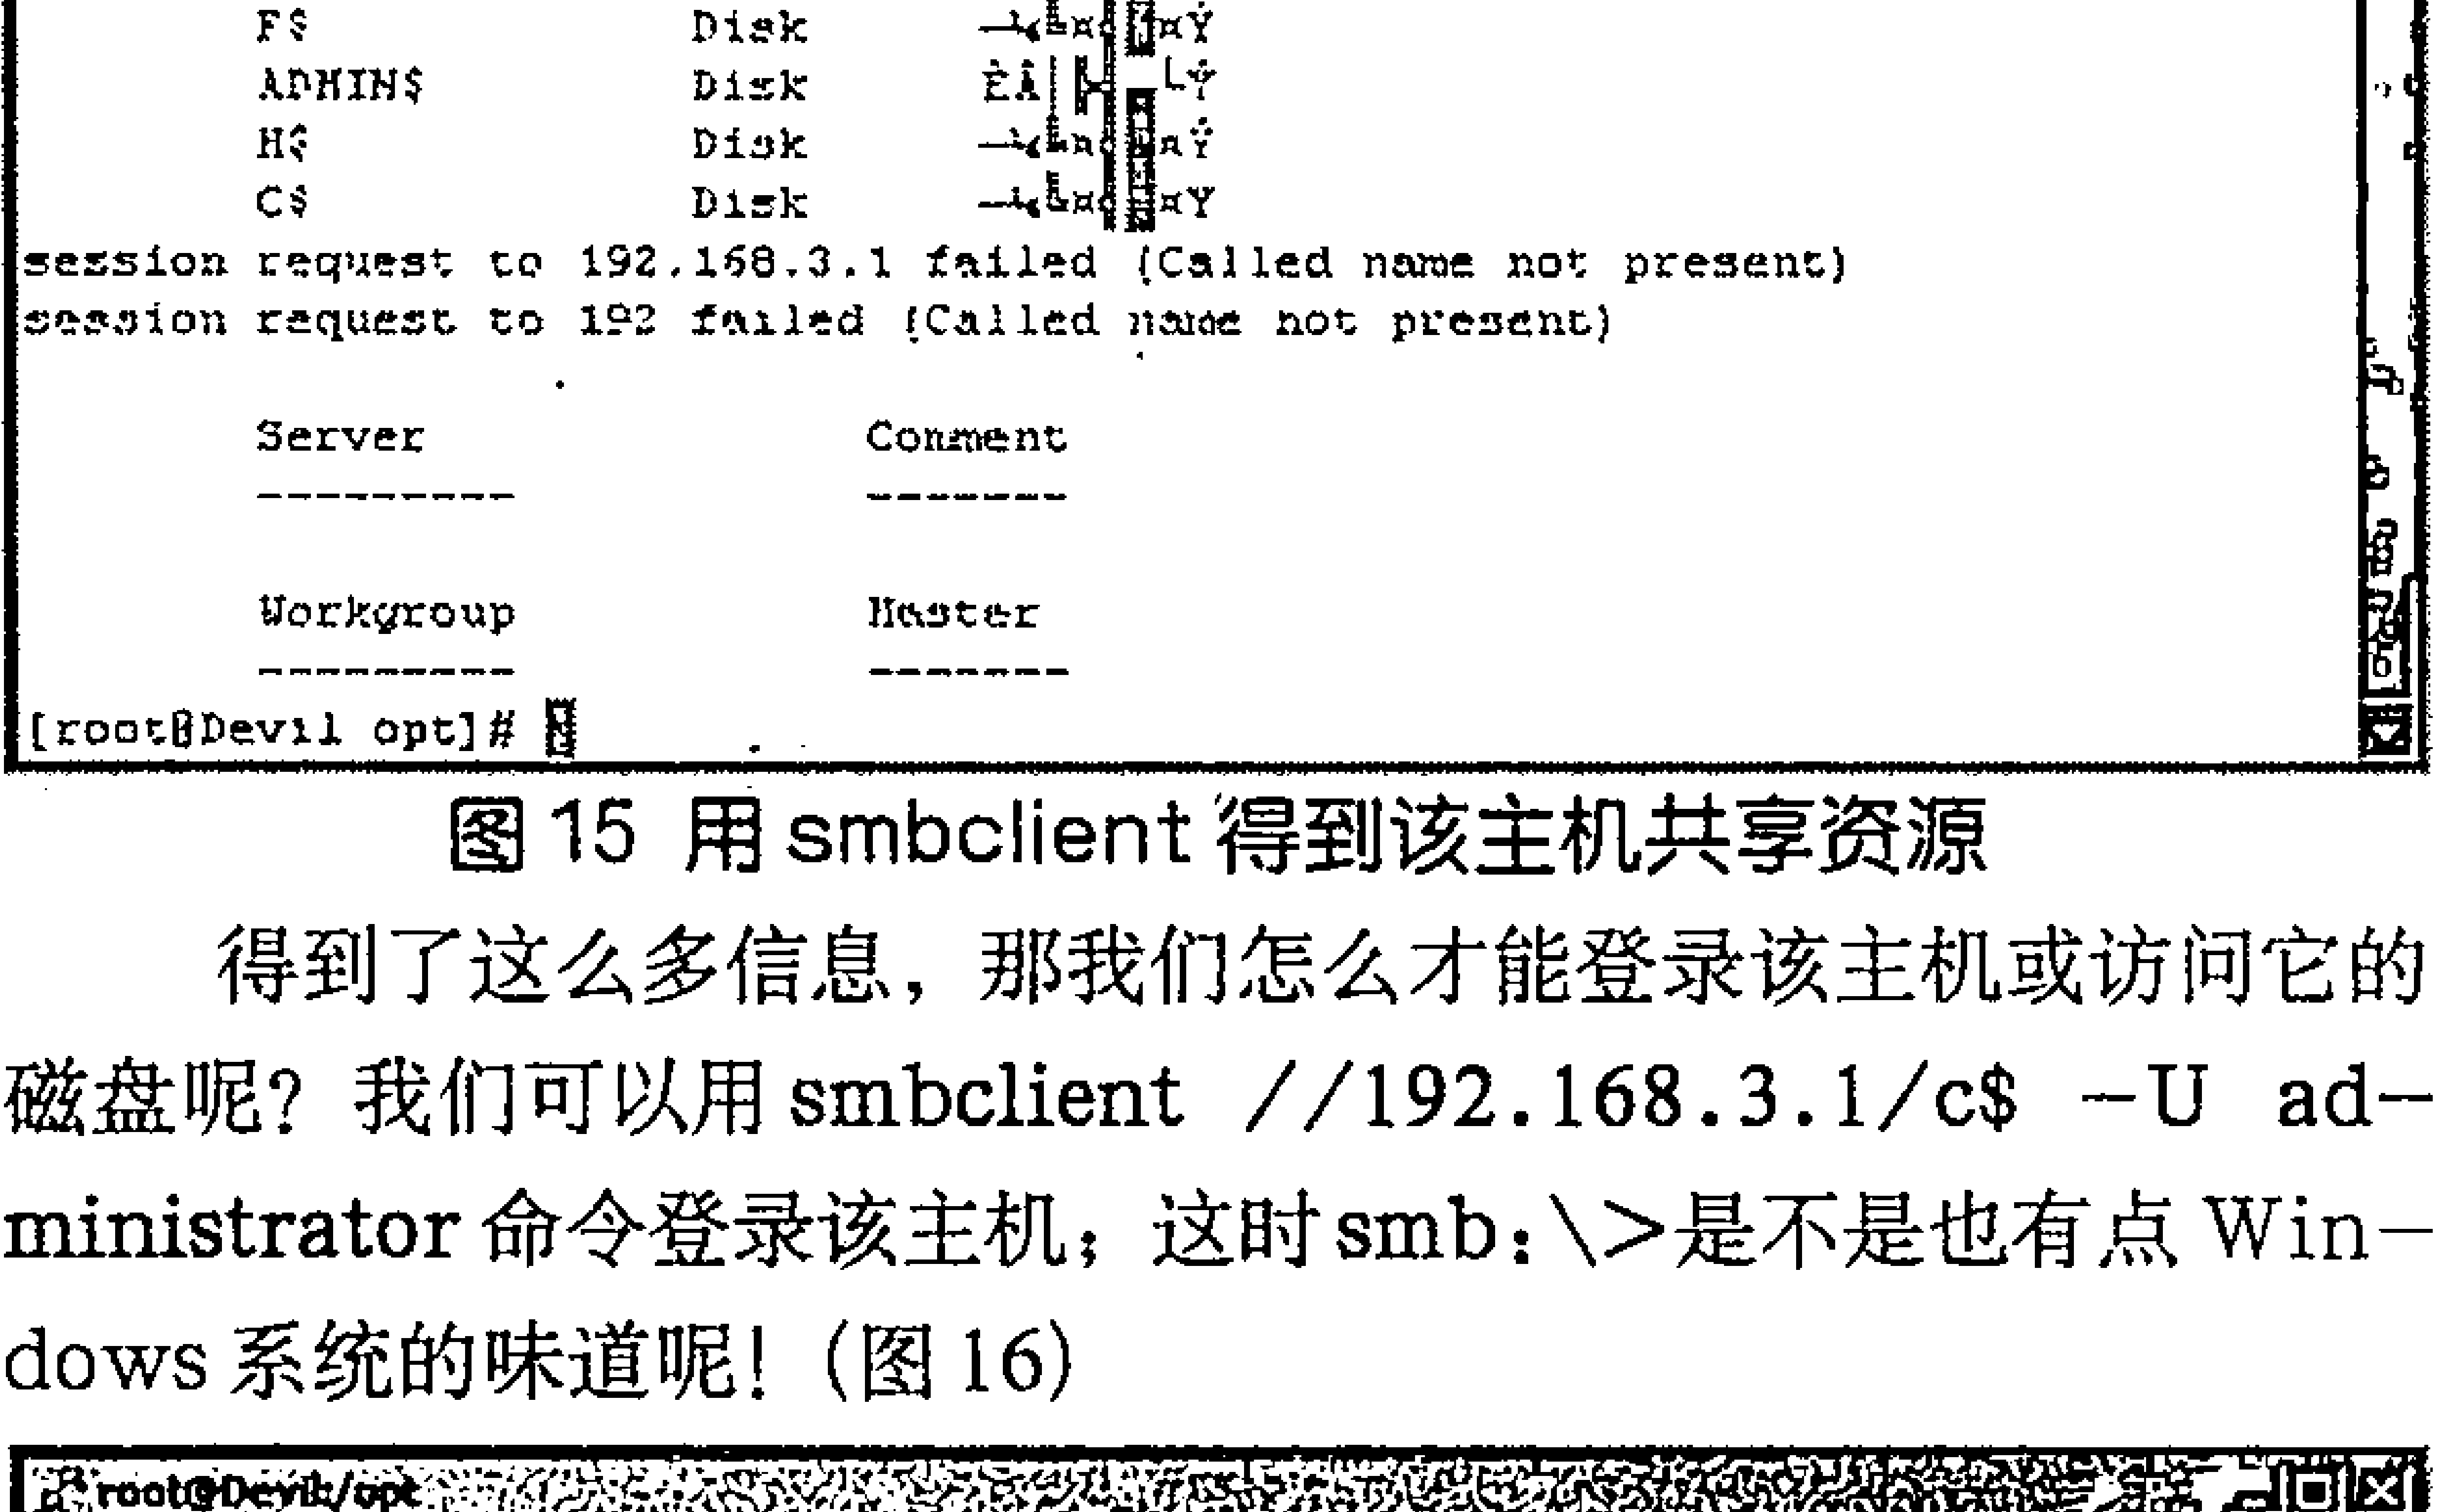 F$ Disk
ADMIN$ Disk
H$ Disk
C$ Disk
session request to 192.168.3.1 failed (Called name not present)
session request to 192 failed (Called name not present)
Server Comment
--------- -------
Workgroup Master
--------- -------
[root@Devil opt]#
图 15 用 smbclient 得到该主机共享资源
得到了这么多信息，那我们怎么才能登录该主机或访问它的
磁盘呢？我们可以用 smbclient //192.168.3.1/c$ -U ad-
ministrator 命令登录该主机；这时 smb:\>是不是也有点 Win-
dows 系统的味道呢！（图 16）
root@Devil:/opt